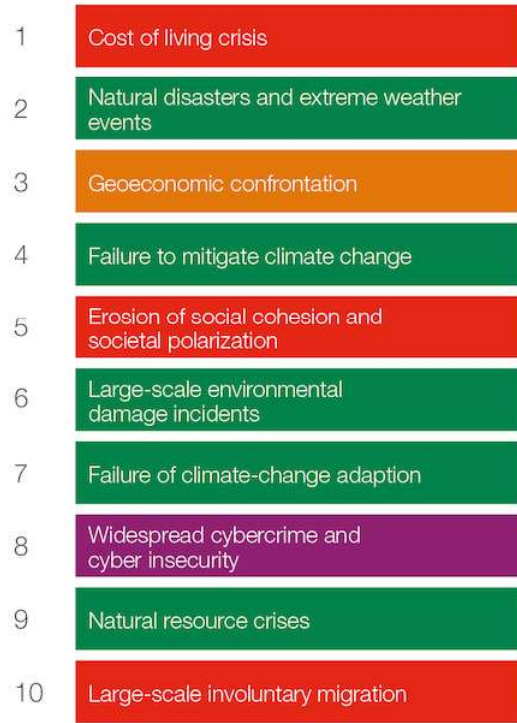 1 Cost of living crisis
2 Natural disasters and extreme weather
events
3 Geoeconomic confrontation
4 Failure to mitigate climate change
5 Erosion of social cohesion and
societal polarization
6 Large-scale environmental
damage incidents
7 Failure of climate-change adaption
8 Widespread cybercrime and
cyber insecurity
9 Natural resource crises
10 Large-scale involuntary migration